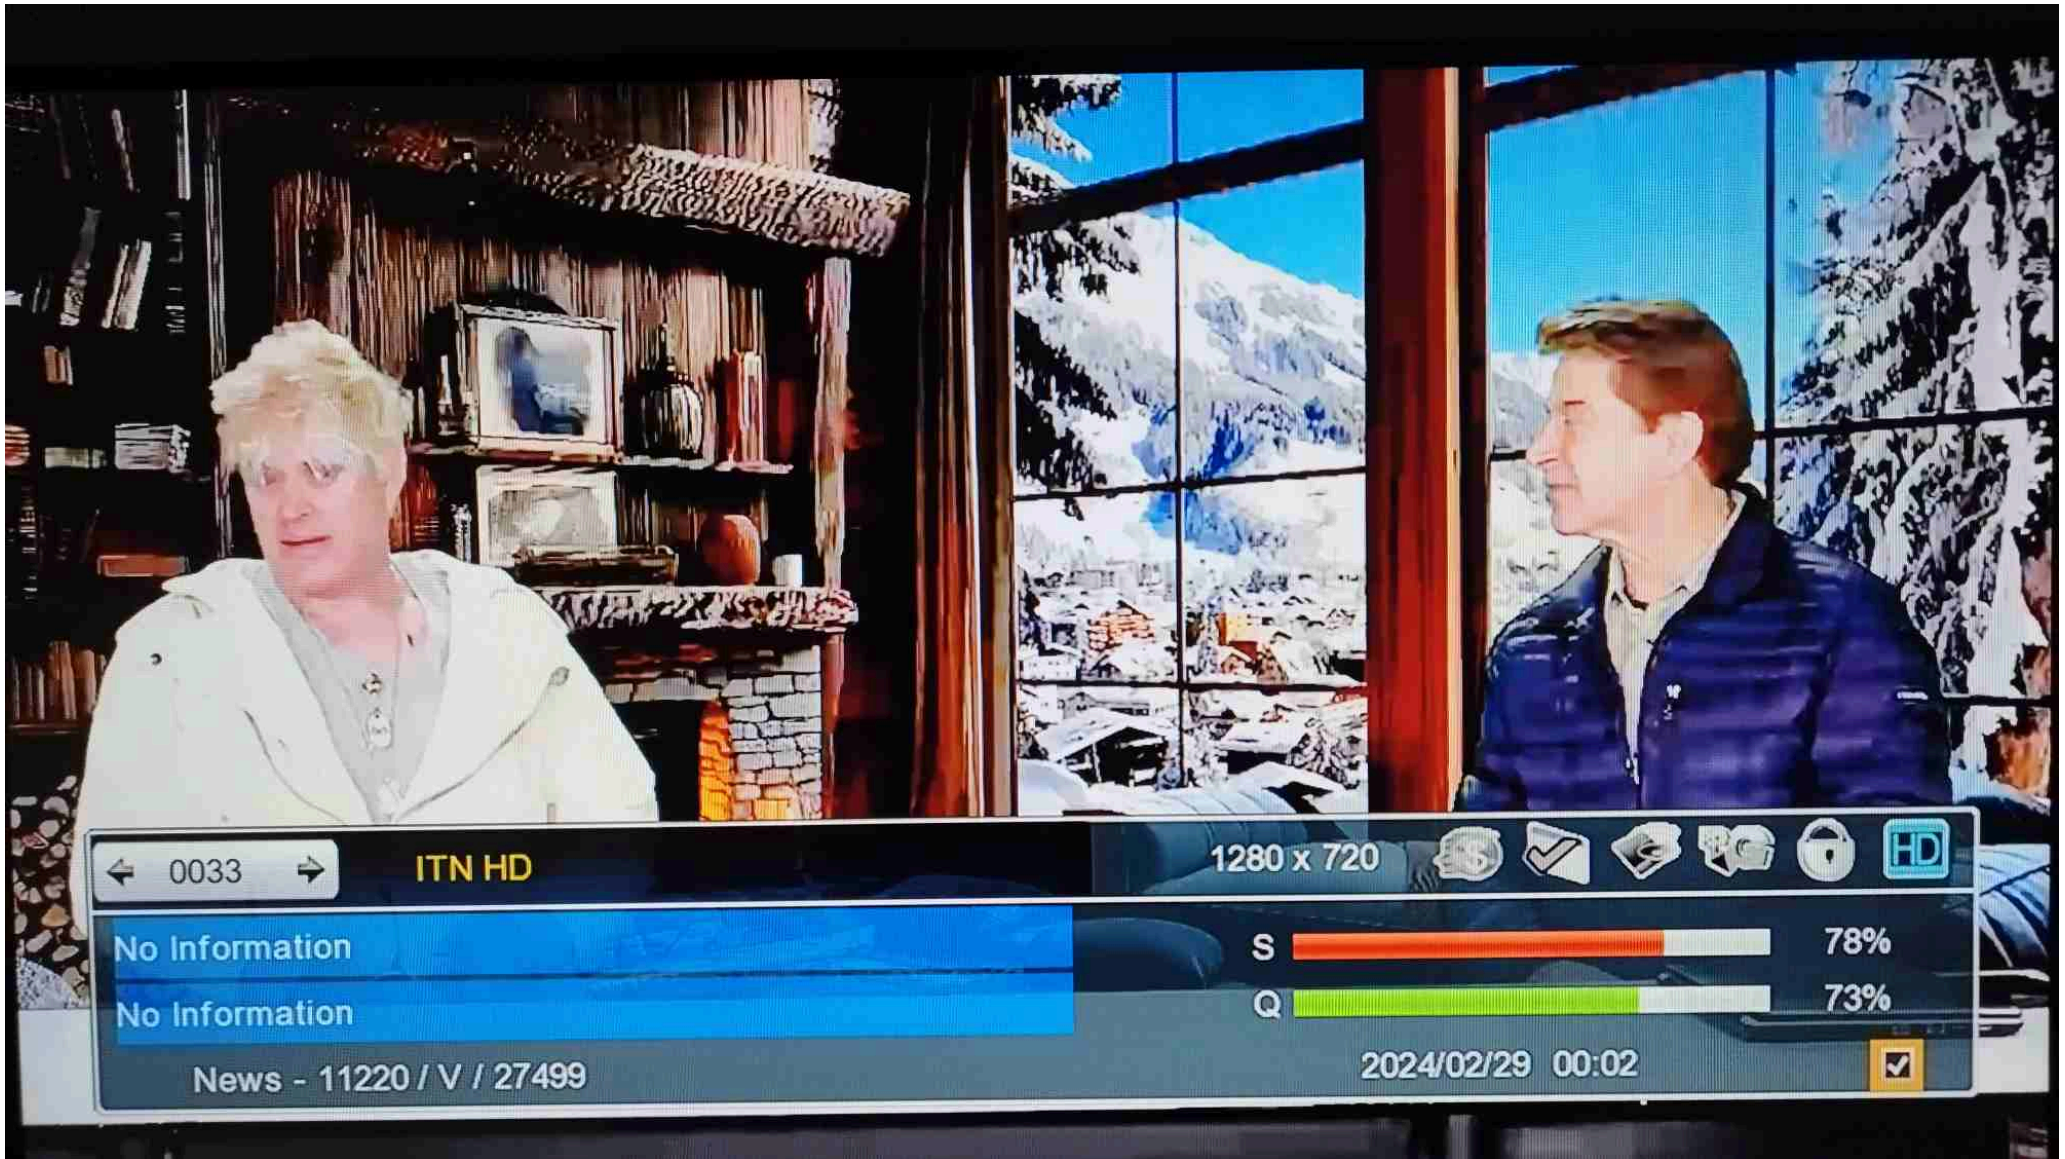 0033 ITN HD 1280 x 720 HD
No Information
S 78%
No Information
Q 73%
News - 11220 / V / 27499 2024/02/29 00:02